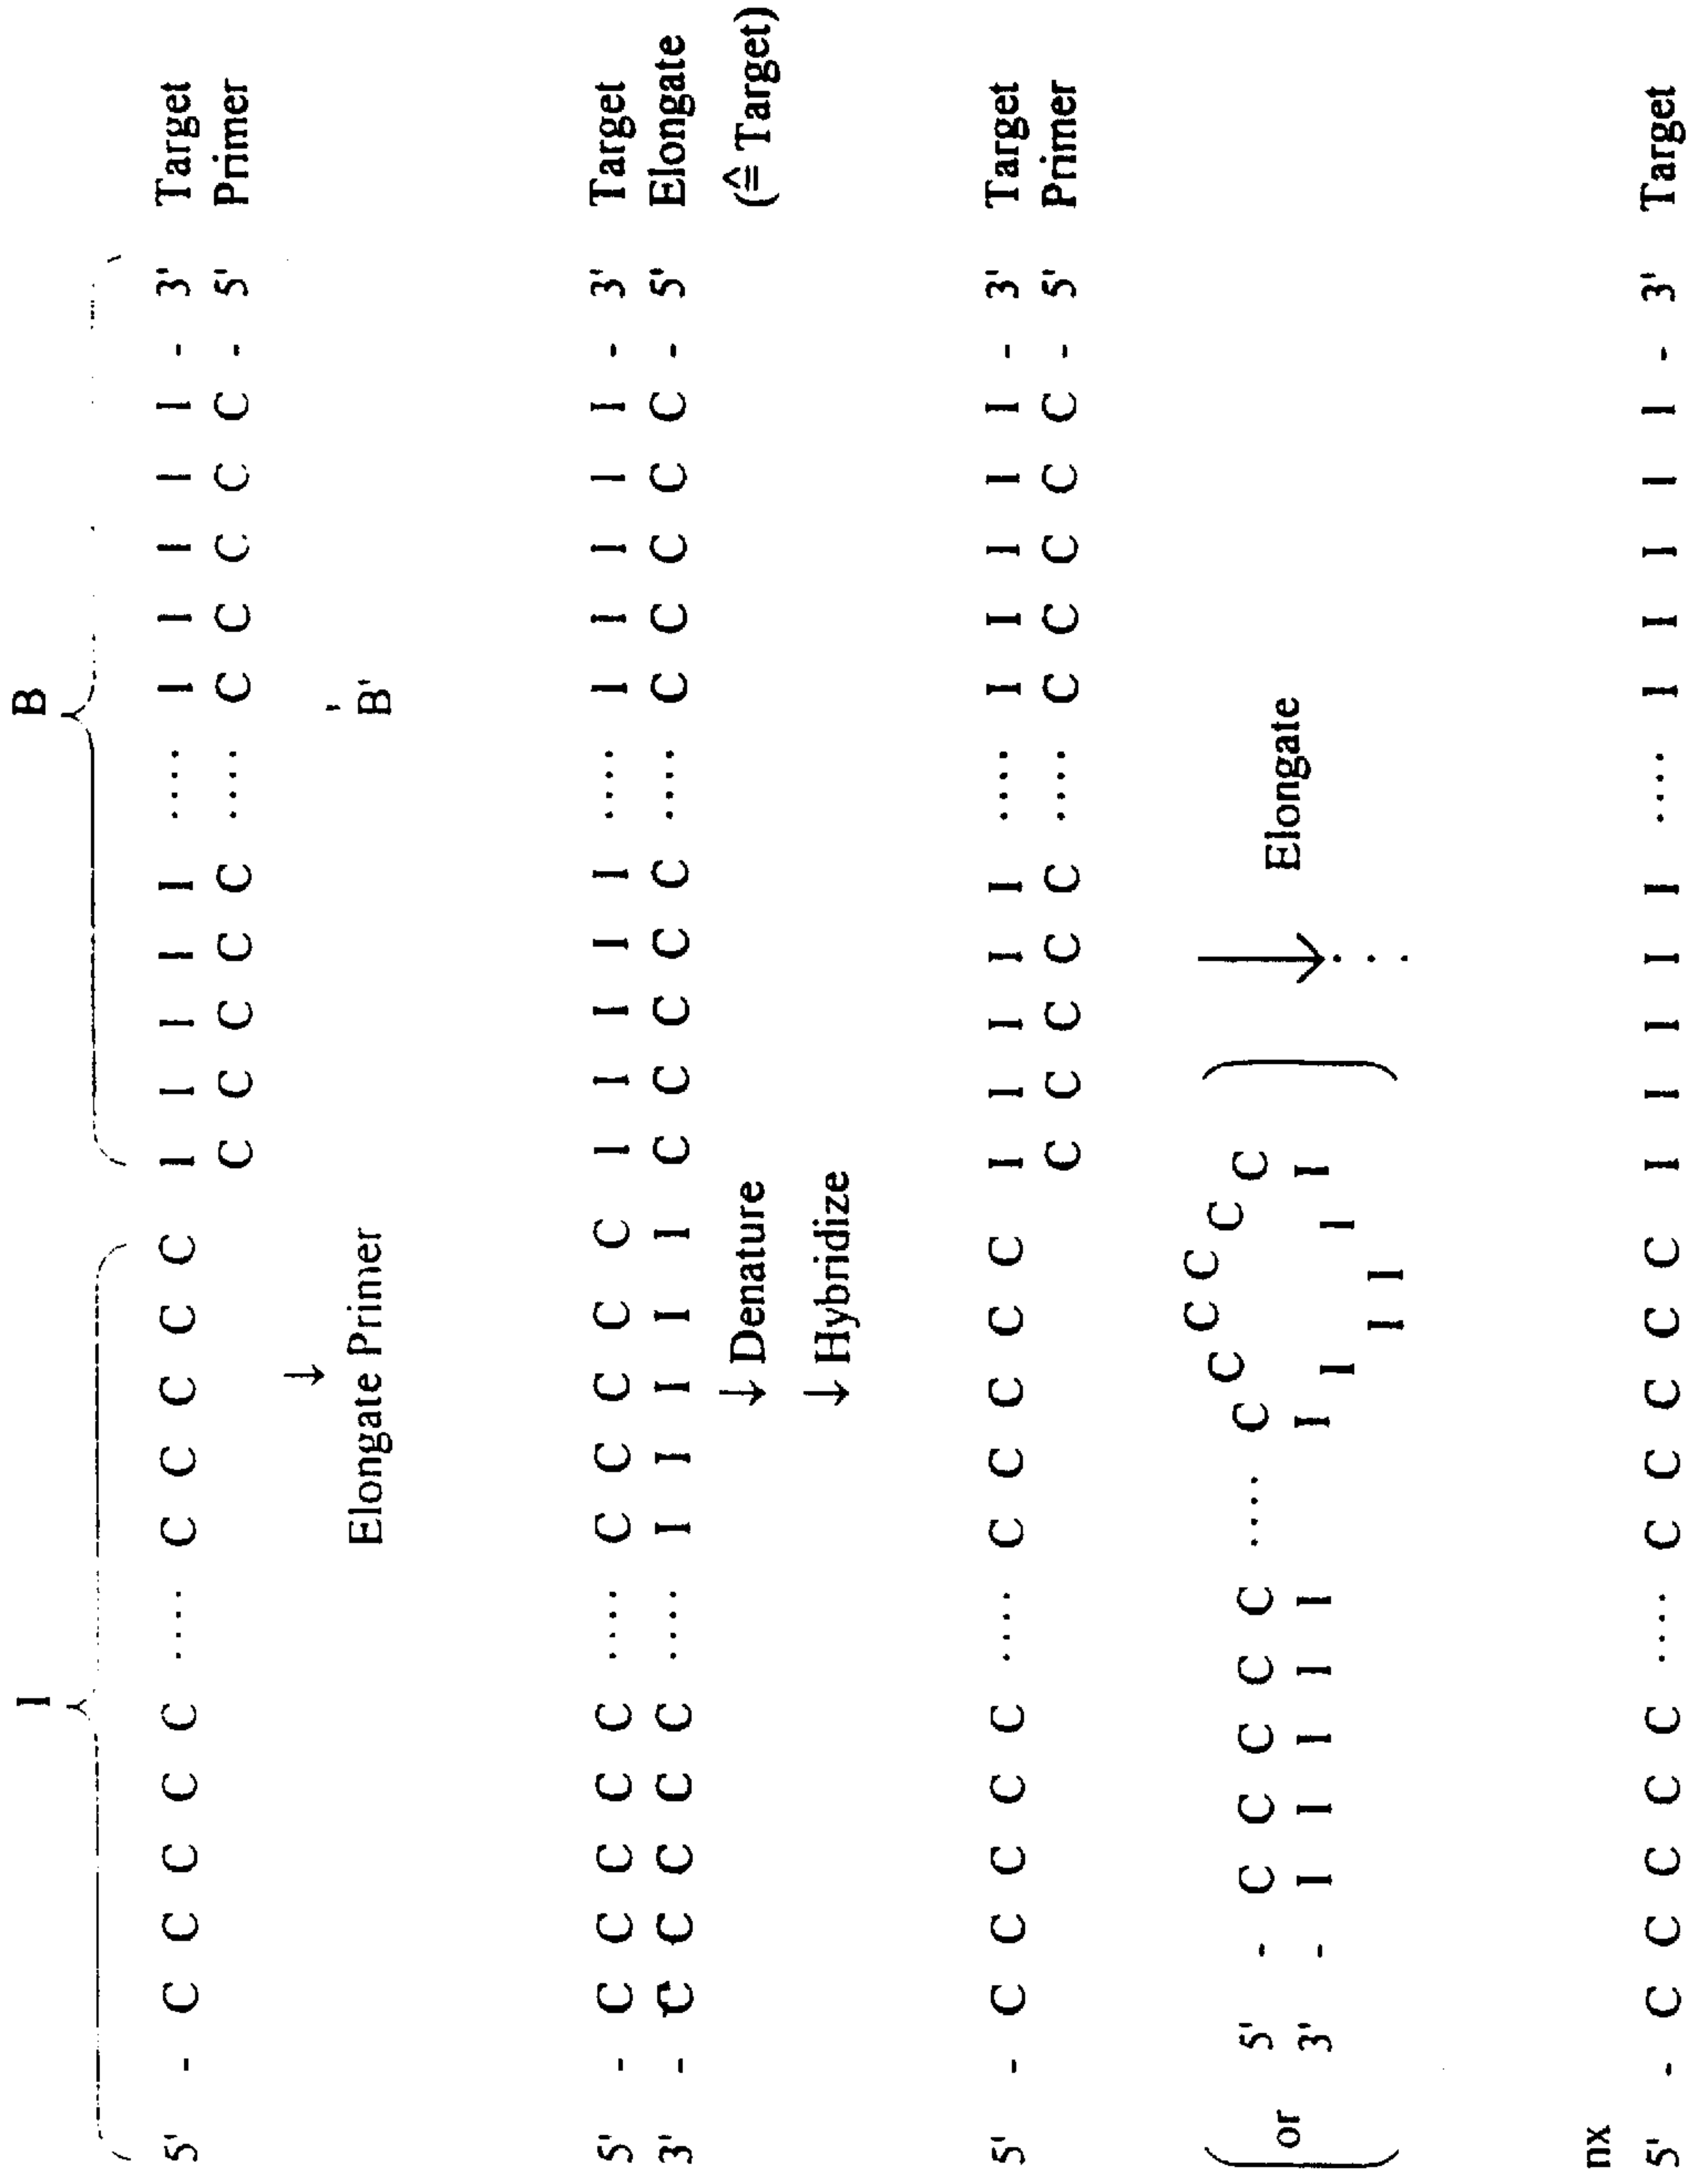 I B
5' - C C C C C .... C C C C C I I I I I .... I I I I I - 3' Target
C C C C C .... C C C C C - 5' Primer
↓ '
Elongate Primer B'
5' - C C C C C .... C C C C C I I I I I .... I I I I I - 3' Target
3' - C C C C C .... I I I I I C C C C C .... C C C C C - 5' Elongate
↓ Denature (≙ Target)
↓ Hybridize
5' - C C C C C .... C C C C C I I I I I .... I I I I I - 3' Target
C C C C C .... C C C C C - 5' Primer
5' - C C C C C .... C C C C C C
or ↓ Elongate
3' - I I I I I I I I I I I
nx
5' - C C C C C .... C C C C C I I I I I .... I I I I I - 3' Target